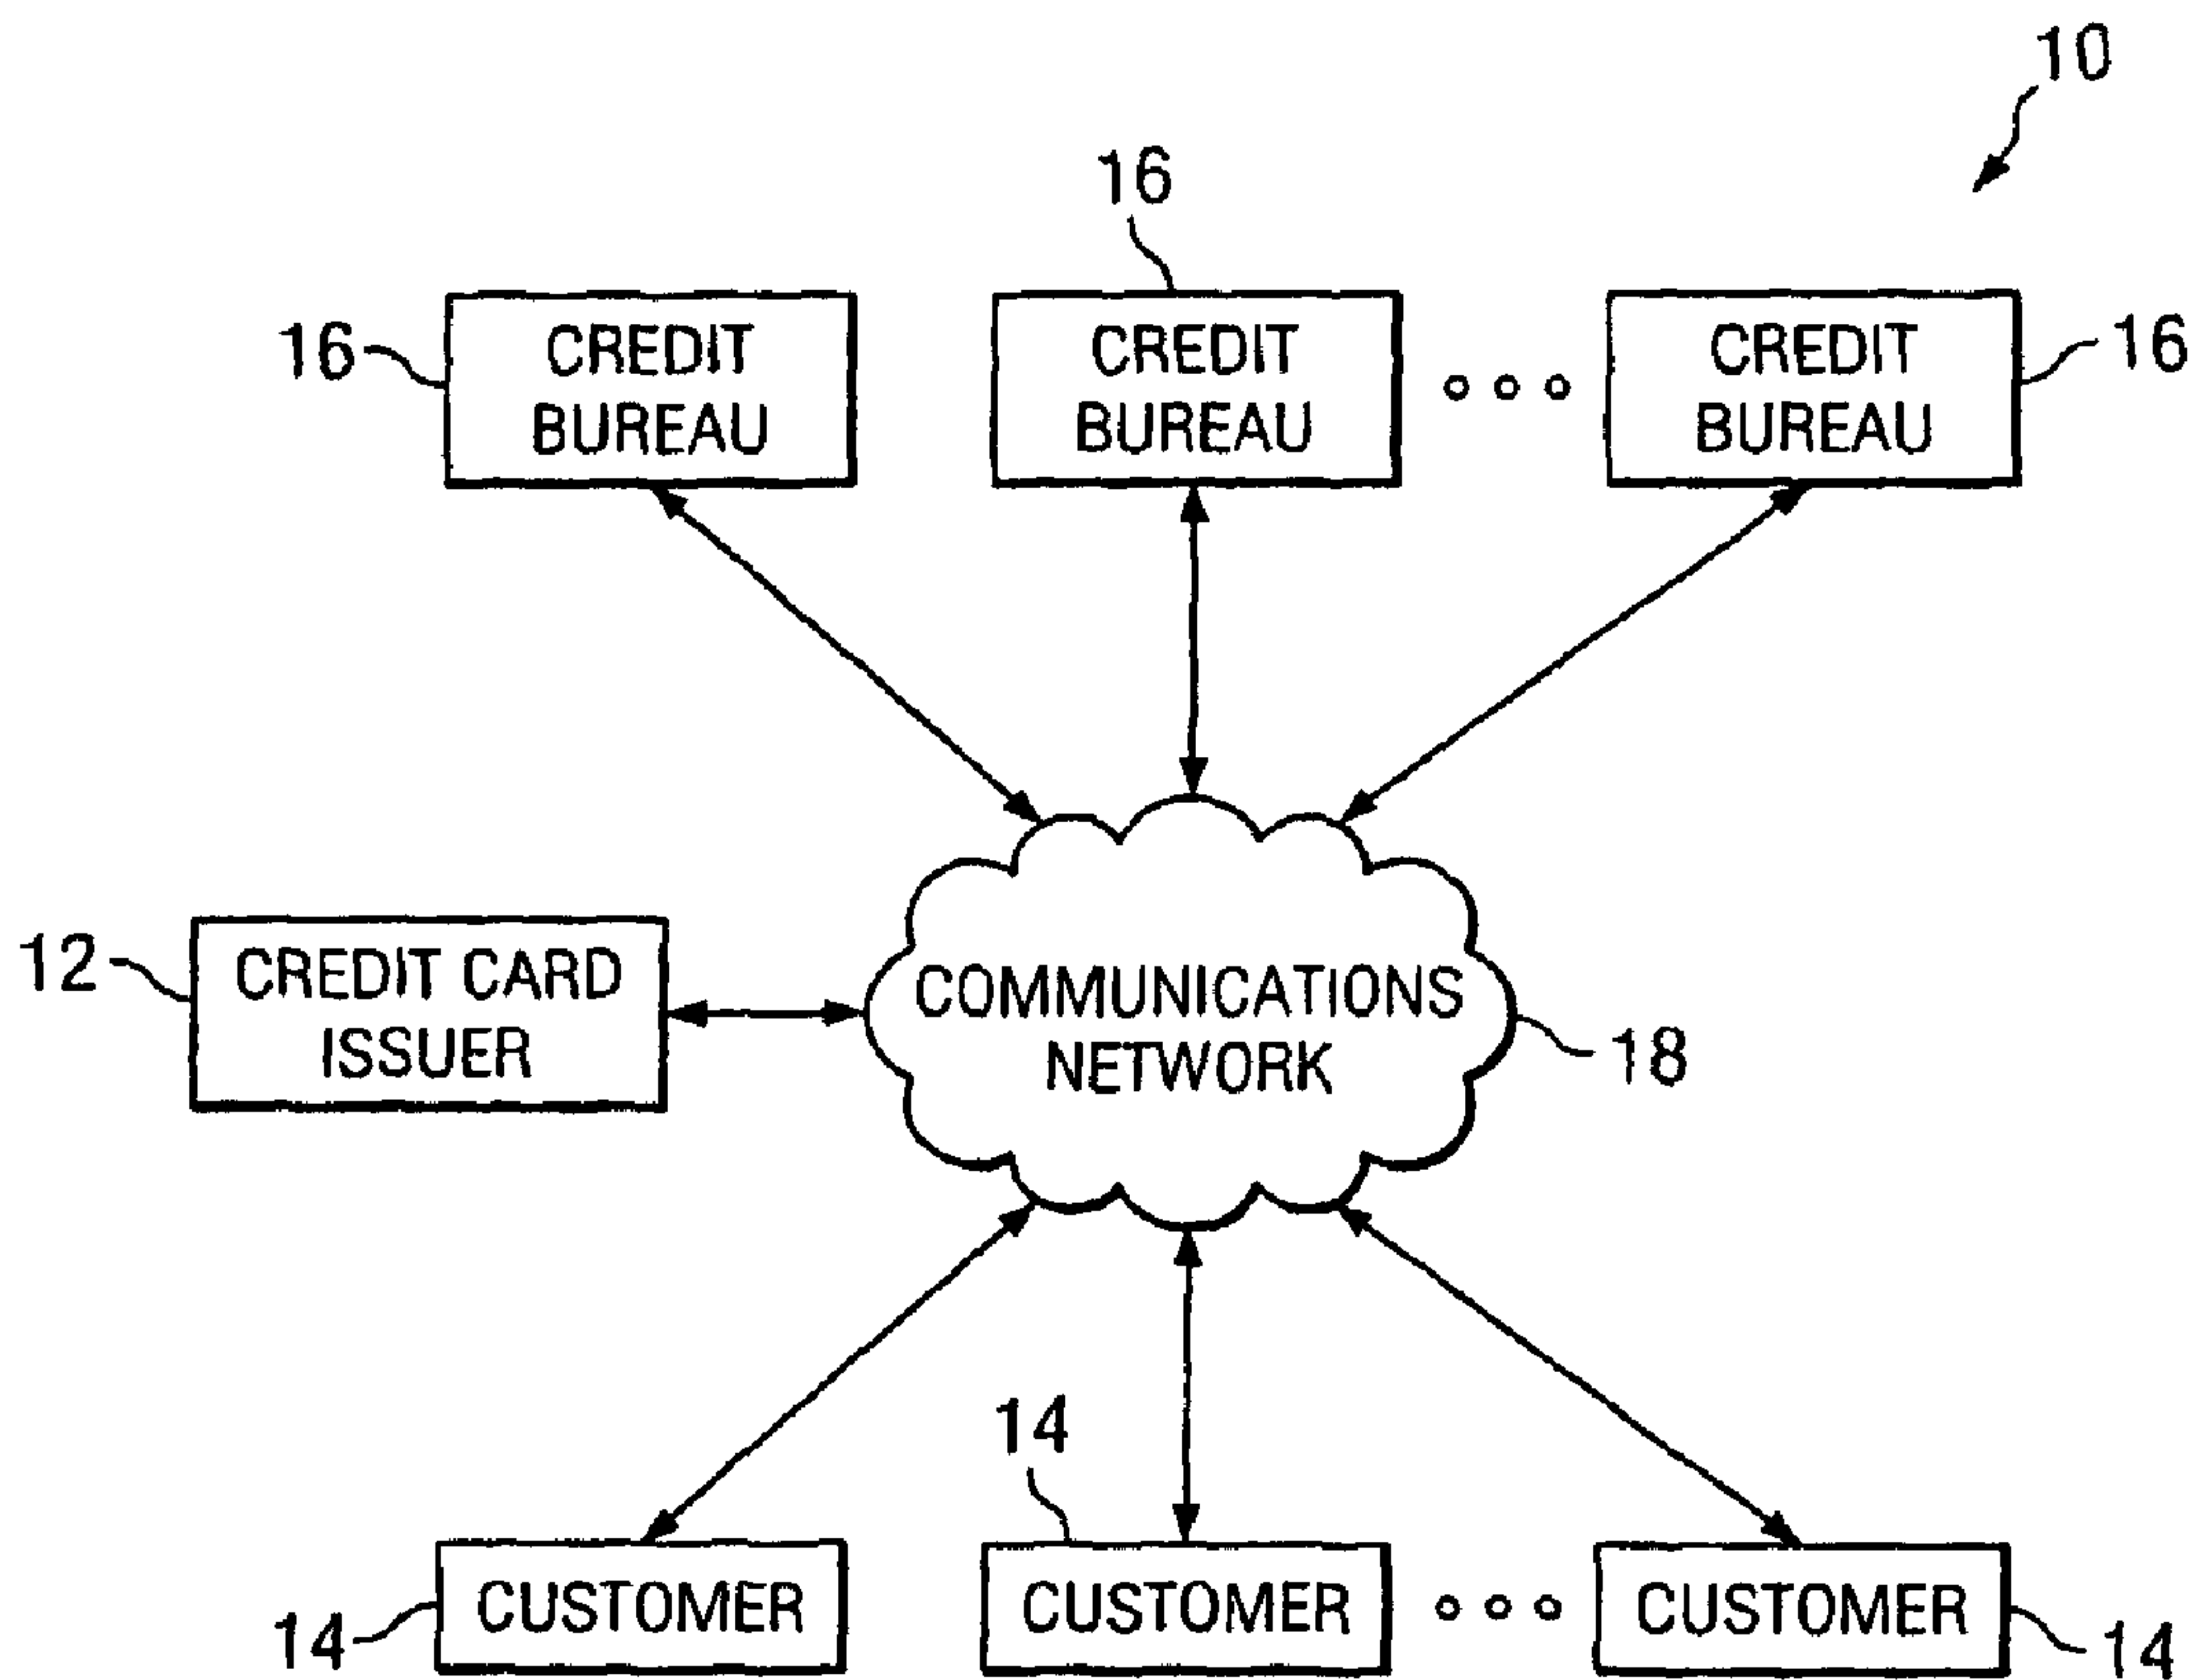 10
16
16
CREDIT
BUREAU
CREDIT
BUREAU
CREDIT
BUREAU
16
12
CREDIT CARD
ISSUER
COMMUNICATIONS
NETWORK
18
14
14
CUSTOMER
CUSTOMER
CUSTOMER
14